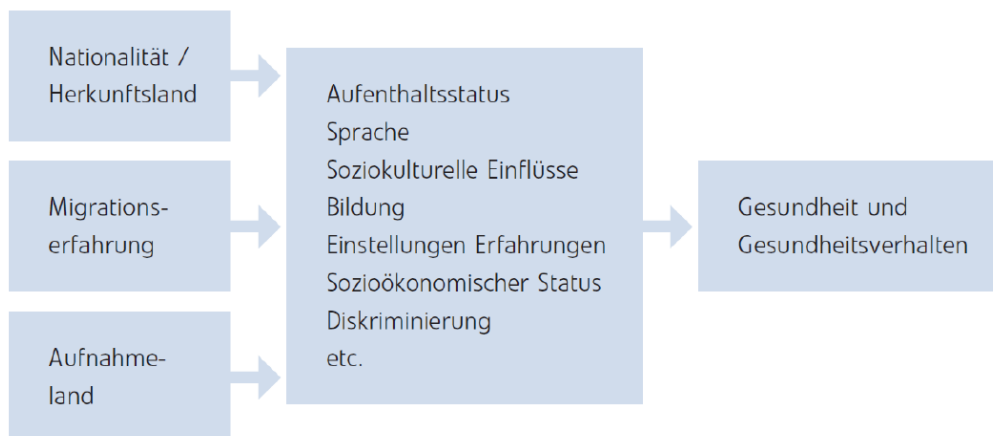 Nationalität /
Herkunftsland
Migrations-
erfahrung
Aufnahme-
land
Aufenthaltsstatus
Sprache
Soziokulturelle Einflüsse
Bildung
Einstellungen Erfahrungen
Sozioökonomischer Status
Diskriminierung
etc.
Gesundheit und
Gesundheitsverhalten